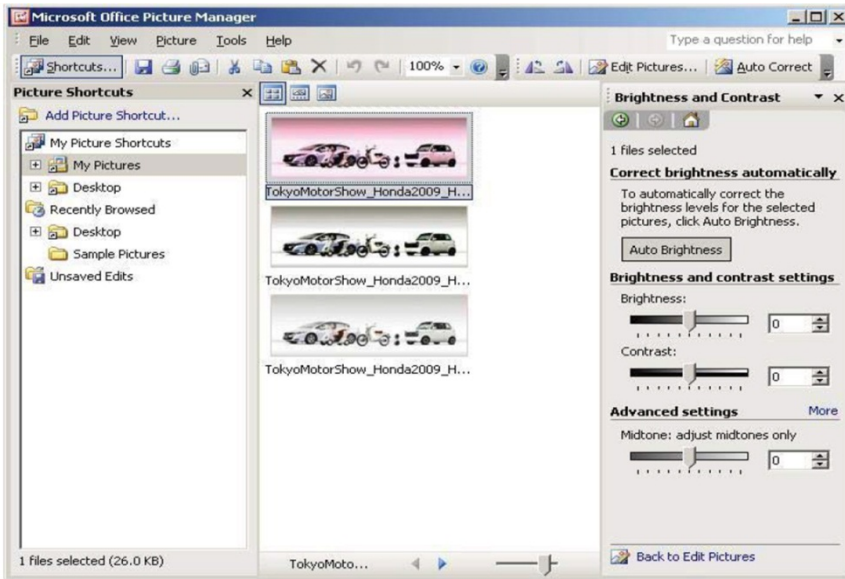 Microsoft Office Picture Manager
File Edit View Picture Tools Help Type a question for help
Shortcuts... 100% Edit Pictures... Auto Correct
Picture Shortcuts
Add Picture Shortcut...
My Picture Shortcuts
My Pictures
Desktop
Recently Browsed
Desktop
Sample Pictures
Unsaved Edits
1 files selected (26.0 KB)
TokyoMotorShow_Honda2009_H...
TokyoMotorShow_Honda2009_H...
TokyoMotorShow_Honda2009_H...
TokyoMoto...
Brightness and Contrast
1 files selected
Correct brightness automatically
To automatically correct the
brightness levels for the selected
pictures, click Auto Brightness.
Auto Brightness
Brightness and contrast settings
Brightness:
0
Contrast:
0
Advanced settings More
Midtone: adjust midtones only
0
Back to Edit Pictures